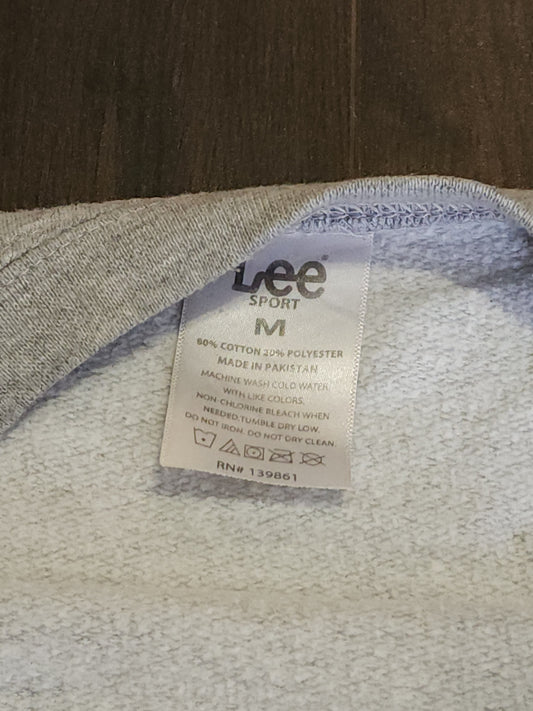 Lee
SPORT
M
80% COTTON 20% POLYESTER
MADE IN PAKISTAN
MACHINE WASH COLD WATER
WITH LIKE COLORS,
NON-CHLORINE BLEACH WHEN
NEEDED.TUMBLE DRY LOW.
DO NOT IRON. DO NOT DRY CLEAN
RN# 139861